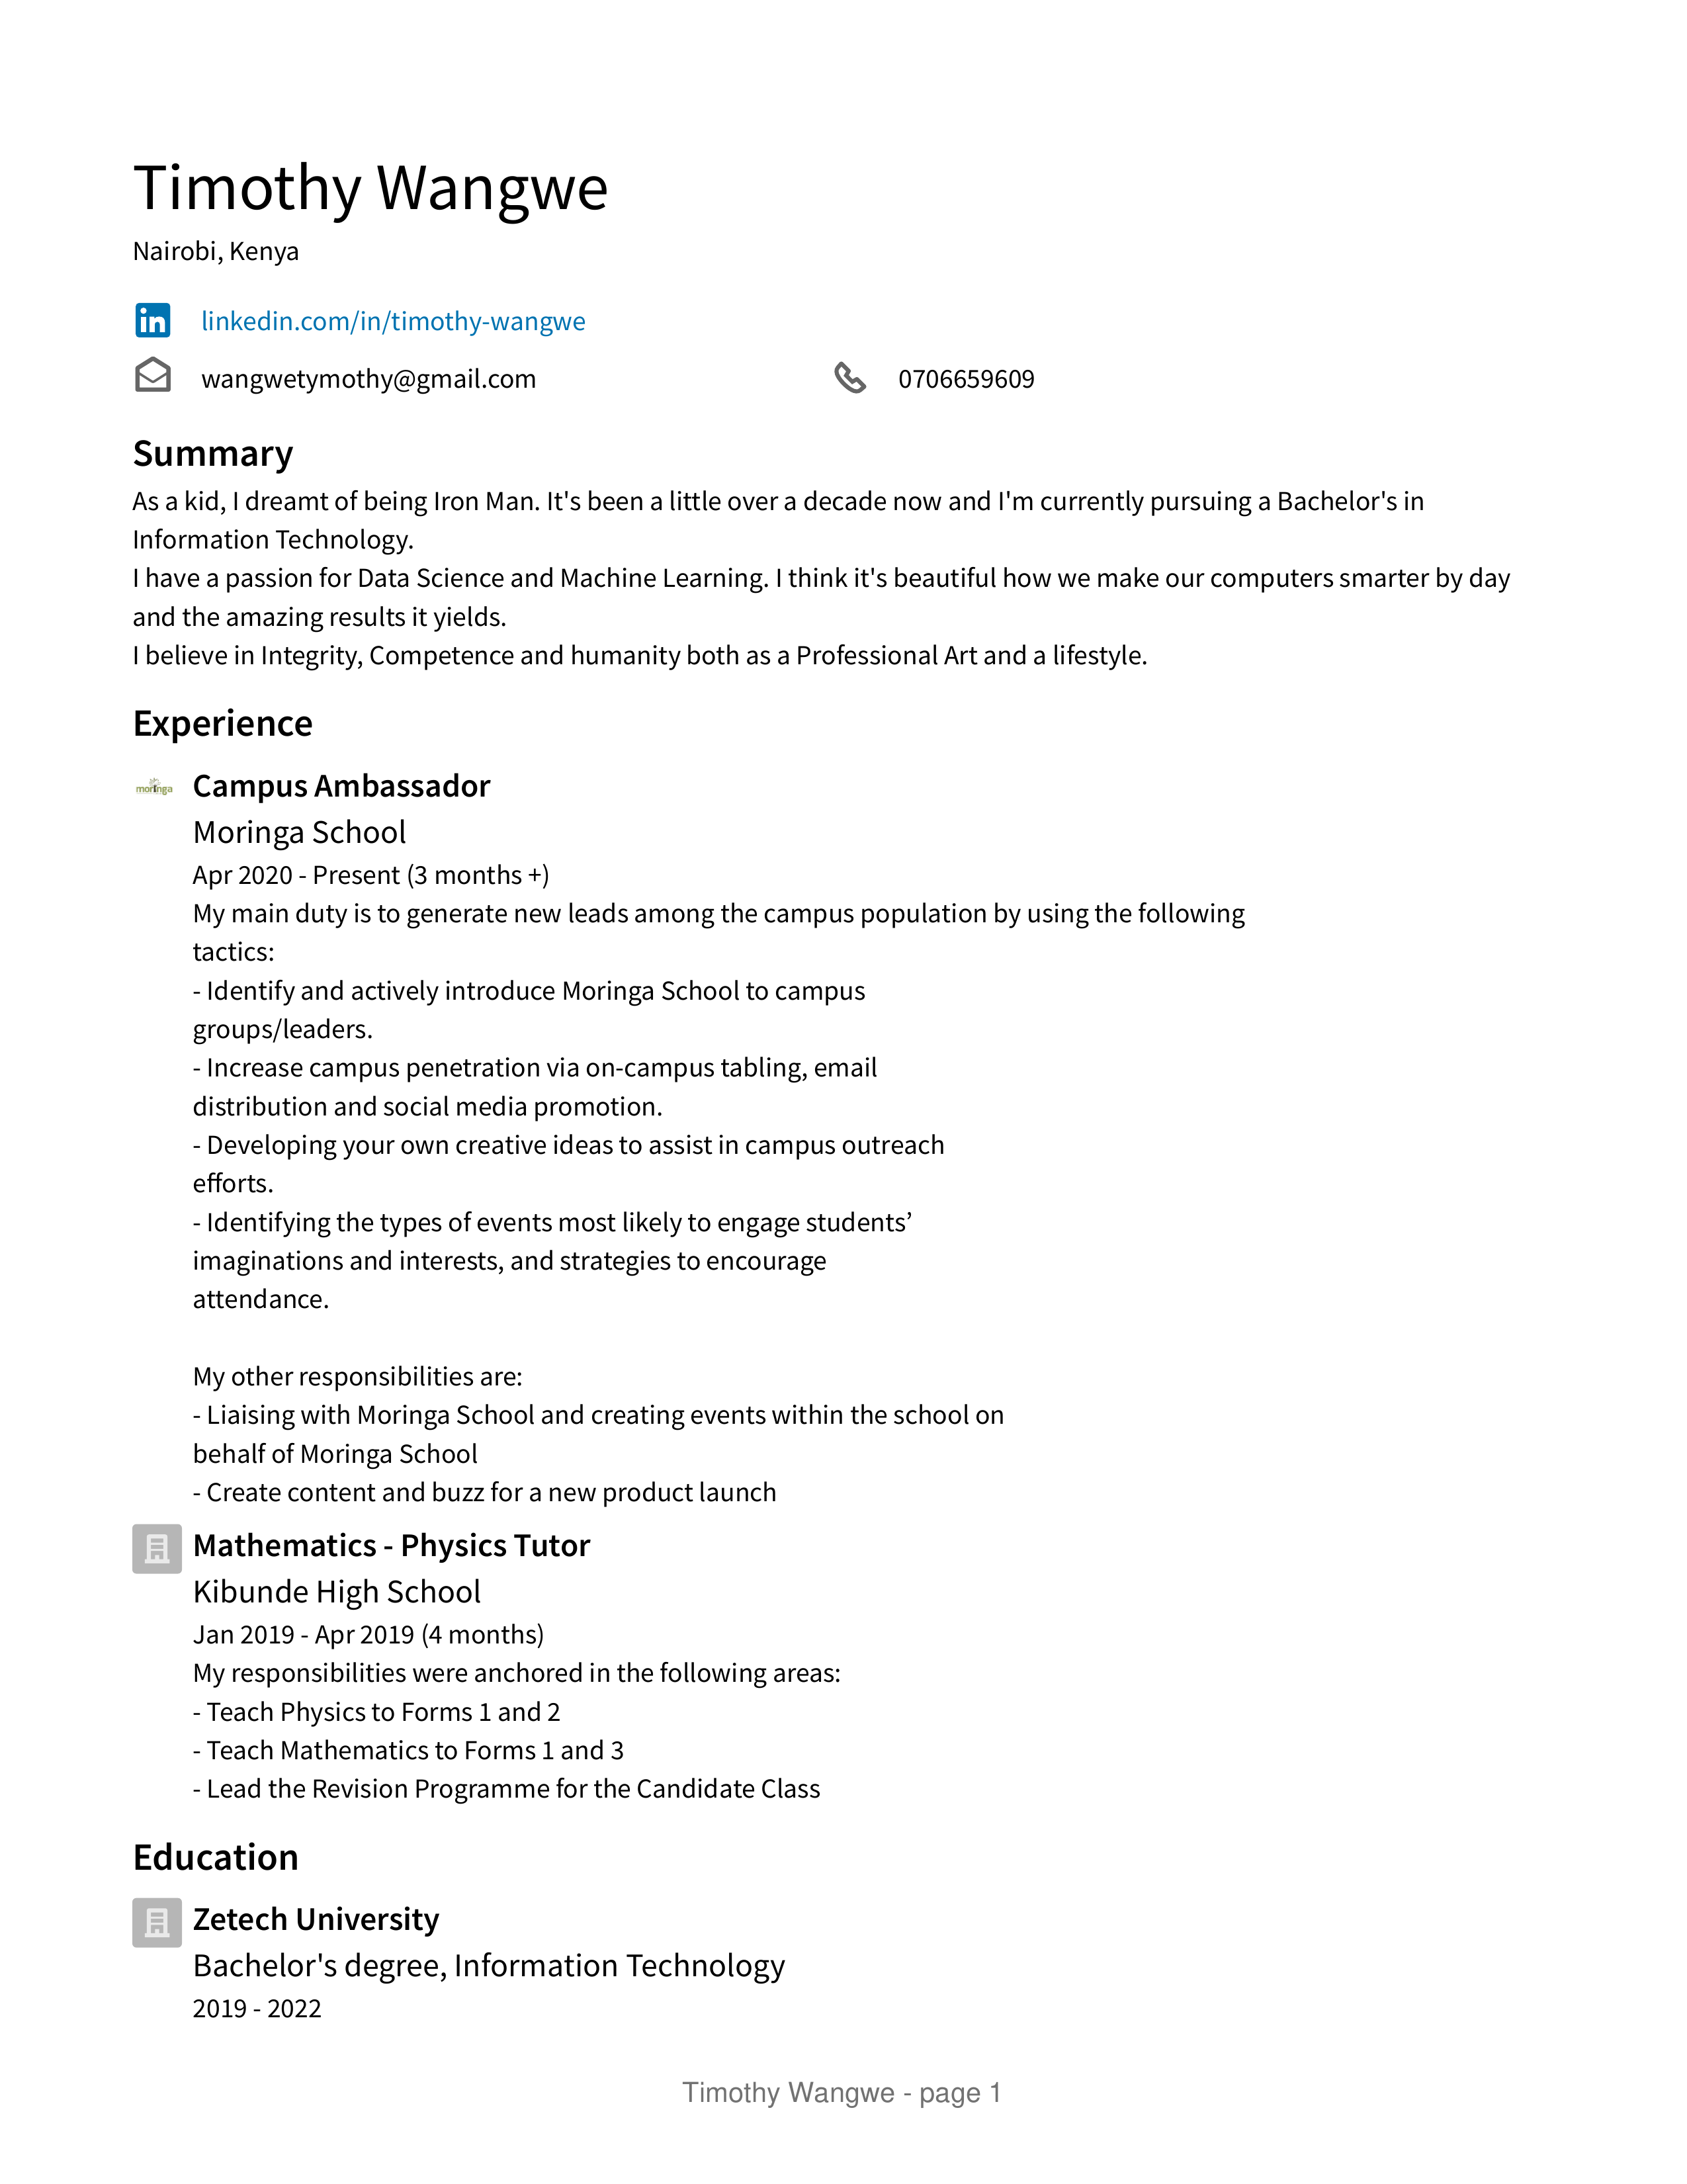 Timothy Wangwe
Nairobi, Kenya
in linkedin.com/in/timothy-wangwe
wangwetymothy@gmail.com 0706659609
Summary
As a kid, I dreamt of being Iron Man. It's been a little over a decade now and I'm currently pursuing a Bachelor's in
Information Technology.
I have a passion for Data Science and Machine Learning. I think it's beautiful how we make our computers smarter by day
and the amazing results it yields.
I believe in Integrity, Competence and humanity both as a Professional Art and a lifestyle.
Experience
moringa Campus Ambassador
Moringa School
Apr 2020 - Present (3 months +)
My main duty is to generate new leads among the campus population by using the following
tactics:
- Identify and actively introduce Moringa School to campus
groups/leaders.
- Increase campus penetration via on-campus tabling, email
distribution and social media promotion.
- Developing your own creative ideas to assist in campus outreach
efforts.
- Identifying the types of events most likely to engage students’
imaginations and interests, and strategies to encourage
attendance.
My other responsibilities are:
- Liaising with Moringa School and creating events within the school on
behalf of Moringa School
- Create content and buzz for a new product launch
Mathematics - Physics Tutor
Kibunde High School
Jan 2019 - Apr 2019 (4 months)
My responsibilities were anchored in the following areas:
- Teach Physics to Forms 1 and 2
- Teach Mathematics to Forms 1 and 3
- Lead the Revision Programme for the Candidate Class
Education
Zetech University
Bachelor's degree, Information Technology
2019 - 2022
Timothy Wangwe - page 1